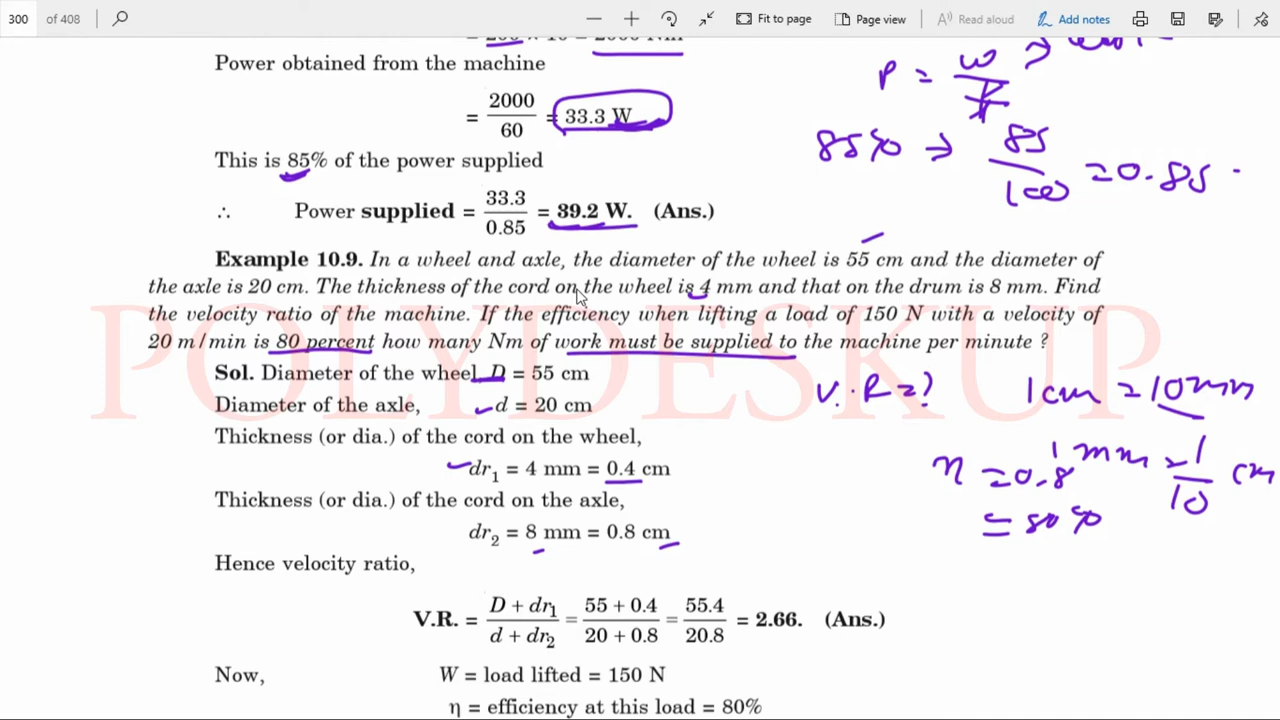 300 of 408 Fit to page Page view Read aloud Add notes
= 200 × 10 = 2000 Nm
Power obtained from the machine
= 2000/60 = 33.3 W
This is 85% of the power supplied
∴ Power supplied = 33.3/0.85 = 39.2 W. (Ans.)
P = W/t
85% → 85/100 = 0.85
Example 10.9. In a wheel and axle, the diameter of the wheel is 55 cm and the diameter of
the axle is 20 cm. The thickness of the cord on the wheel is 4 mm and that on the drum is 8 mm. Find
the velocity ratio of the machine. If the efficiency when lifting a load of 150 N with a velocity of
20 m/min is 80 percent how many Nm of work must be supplied to the machine per minute ?
POLYDESKUP
Sol. Diameter of the wheel, D = 55 cm
Diameter of the axle, d = 20 cm
Thickness (or dia.) of the cord on the wheel,
dr₁ = 4 mm = 0.4 cm
Thickness (or dia.) of the cord on the axle,
dr₂ = 8 mm = 0.8 cm
V.R = ? 1cm = 10mm
1 mm = 1/10 cm
η = 0.8
= 80%
Hence velocity ratio,
V.R. = D + dr₁/d + dr₂ = 55 + 0.4/20 + 0.8 = 55.4/20.8 = 2.66. (Ans.)
Now, W = load lifted = 150 N
η = efficiency at this load = 80%